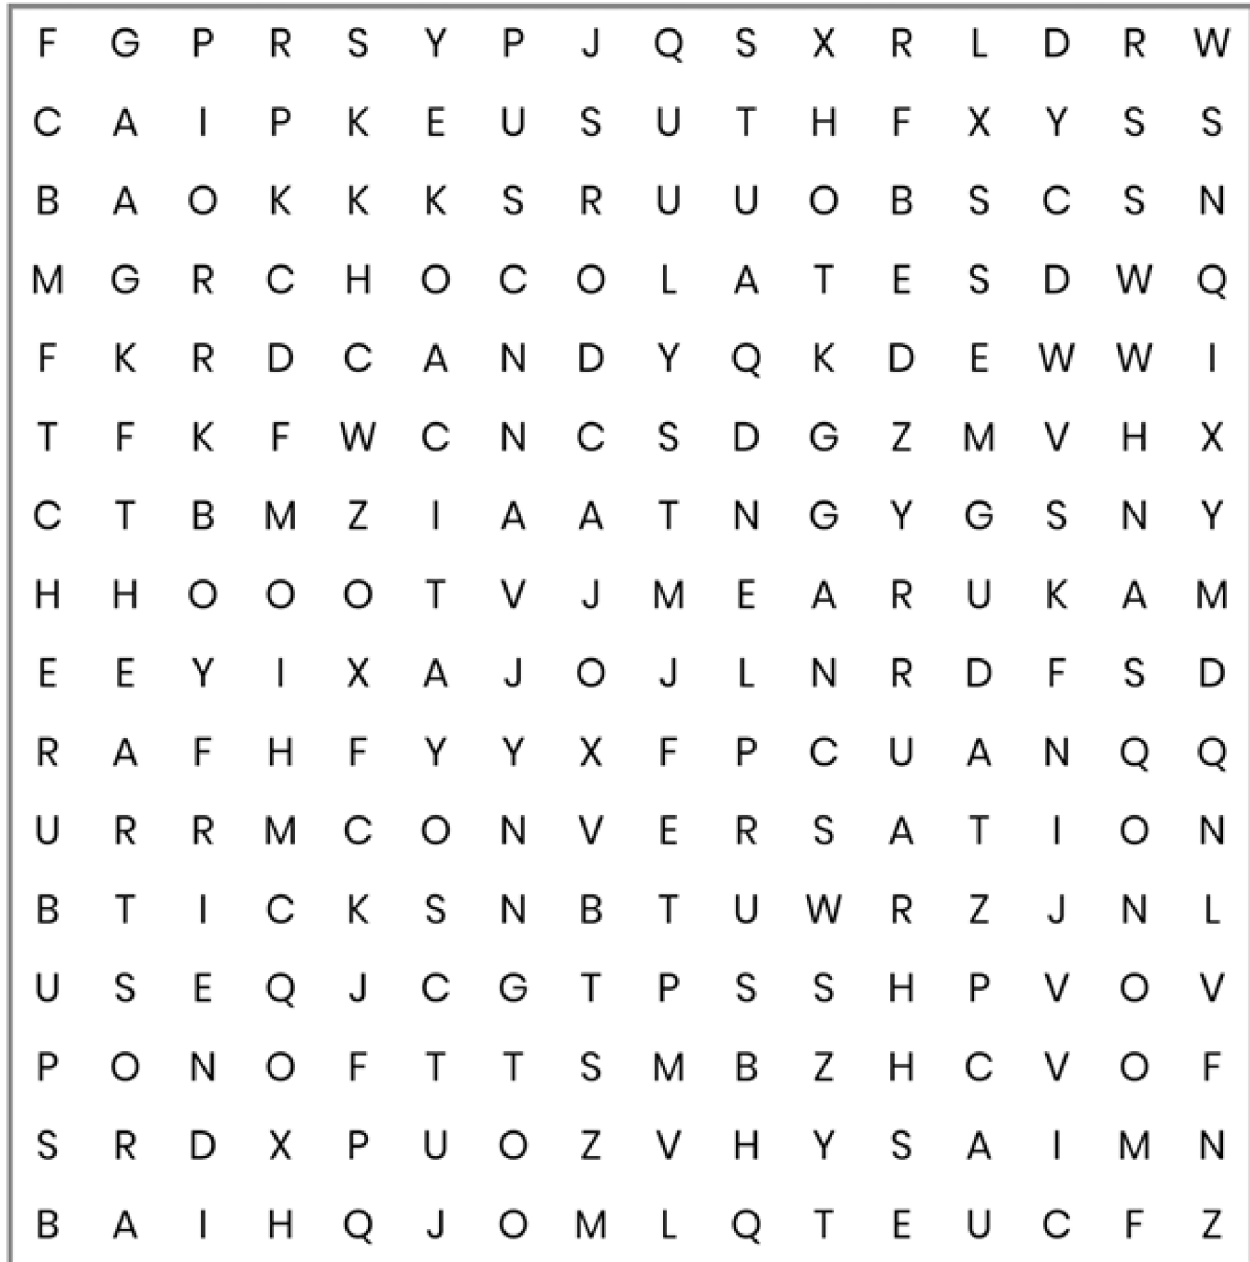 F G P R S Y P J Q S X R L D R W
C A I P K E U S U T H F X Y S S
B A O K K K S R U U O B S C S N
M G R C H O C O L A T E S D W Q
F K R D C A N D Y Q K D E W W I
T F K F W C N C S D G Z M V H X
C T B M Z I A A T N G Y G S N Y
H H O O O T V J M E A R U K A M
E E Y I X A J O J L N R D F S D
R A F H F Y Y X F P C U A N Q Q
U R R M C O N V E R S A T I O N
B T I C K S N B T U W R Z J N L
U S E Q J C G T P S S H P V O V
P O N O F T T S M B Z H C V O F
S R D X P U O Z V H Y S A I M N
B A I H Q J O M L Q T E U C F Z